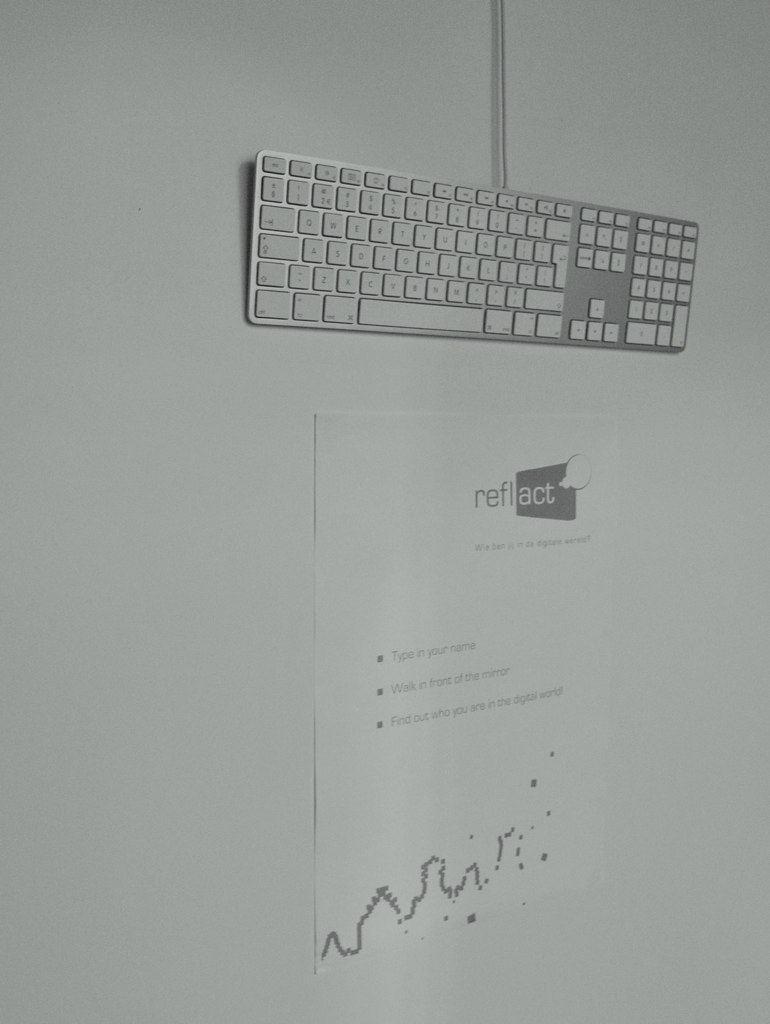 Q W E R T Y U I O P
A S D F G H J K L
Z X C V B N M
reflact
Wie ben jij in de digitale wereld?
Type in your name
Walk in front of the mirror
Find out who you are in the digital world!